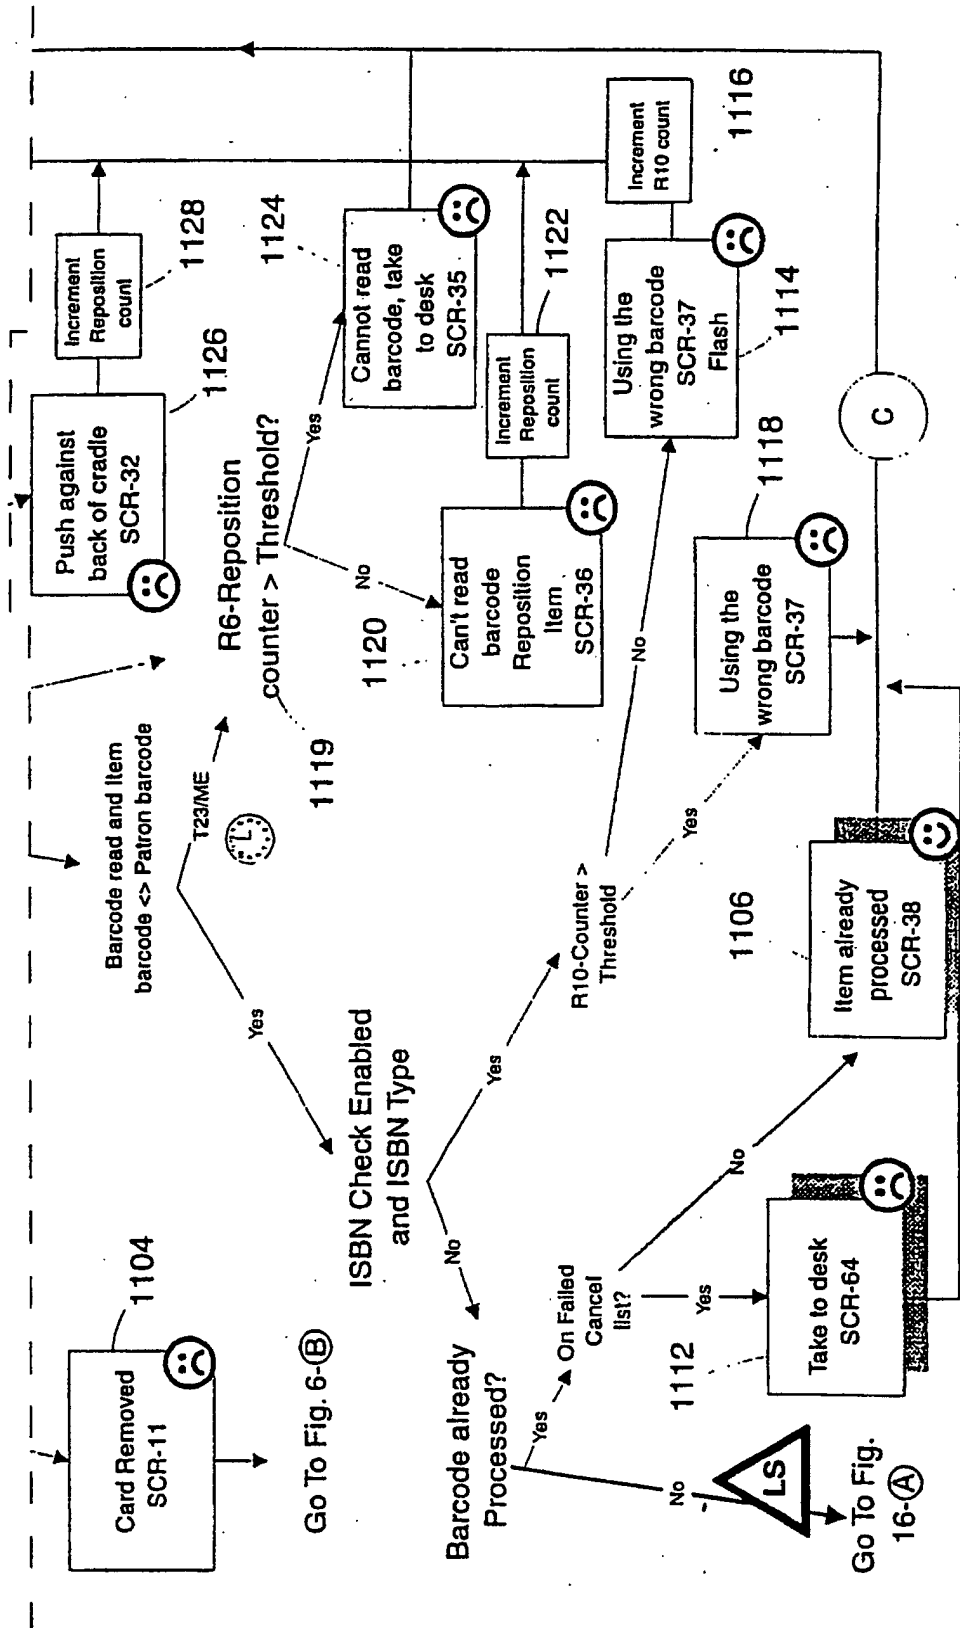 Card Removed
SCR-11
1104
Go To Fig. 6-B
Barcode read and Item
barcode <> Patron barcode
Yes
T23/ME
L
Push against
back of cradle
SCR-32
1126
Increment
Reposition
count
1128
R6-Reposition
counter > Threshold?
1119
Yes
No
Cannot read
barcode, take
to desk
SCR-35
1124
1120
Can't read
barcode
Reposition
Item
SCR-36
Increment
Reposition
count
1122
ISBN Check Enabled
and ISBN Type
Yes
No
R10-Counter >
Threshold
No
Yes
Using the
wrong barcode
SCR-37
Flash
1114
Increment
R10 count
1116
Using the
wrong barcode
SCR-37
1118
Barcode already
Processed?
Yes
No
On Failed
Cancel
list?
Yes
No
1112
Take to desk
SCR-64
1106
Item already
processed
SCR-38
C
LS
Go To Fig.
16-A